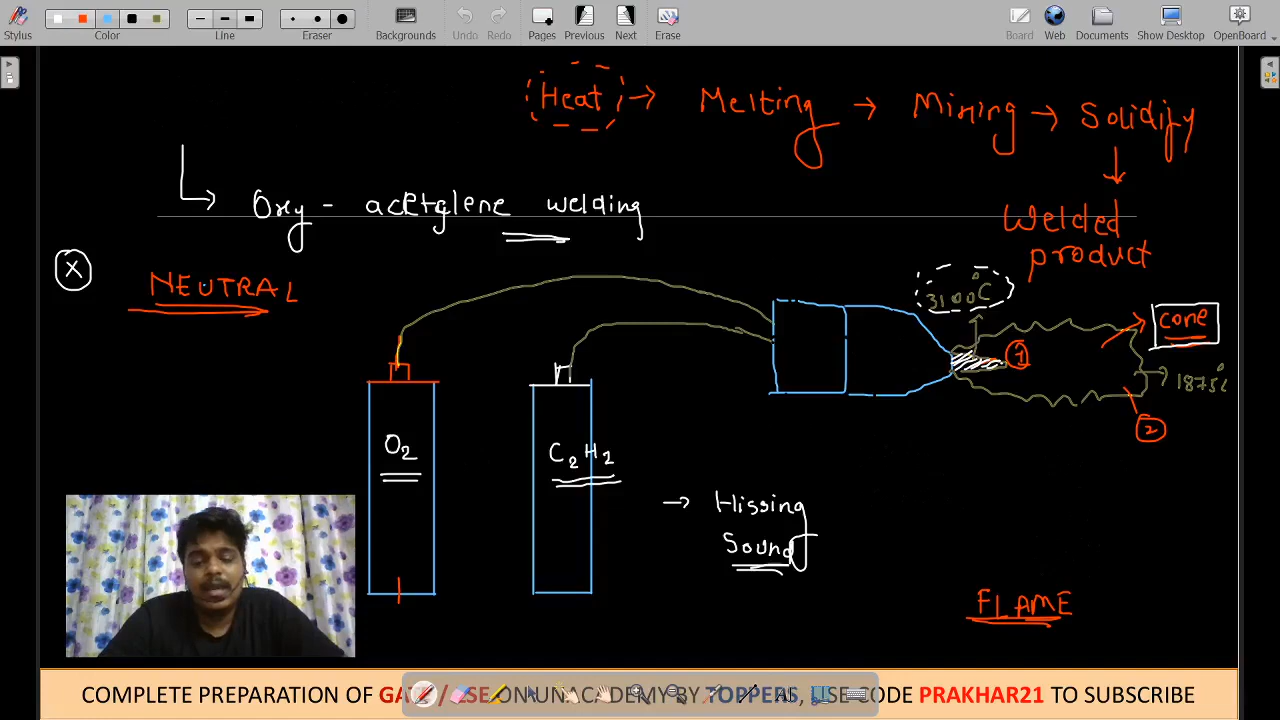 Stylus
Color
Line
Eraser
Backgrounds
Undo
Redo
Pages
Previous
Next
Erase
Board
Web
Documents
Show Desktop
OpenBoard
Heat → Melting → Mixing → Solidify
Welded
product
Oxy - acetylene welding
X
NEUTRAL
3100°C
cone
1
1875°C
2
O2
C2H2
→ Hissing
Sound
FLAME
COMPLETE PREPARATION OF GATE / ESE ON UNACADEMY BY TOPPERS, USE CODE PRAKHAR21 TO SUBSCRIBE